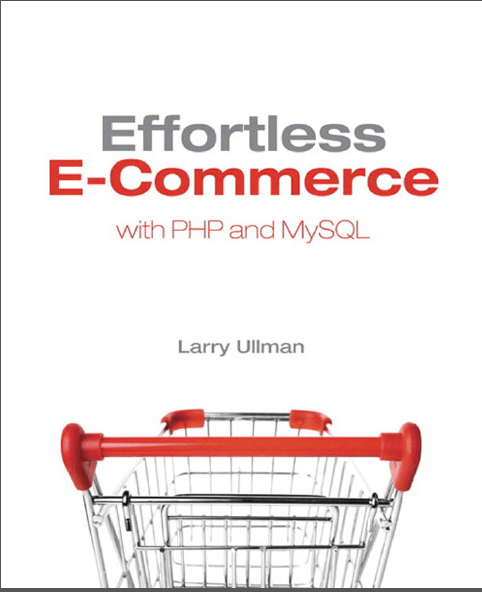 Effortless
E-Commerce
with PHP and MySQL
Larry Ullman